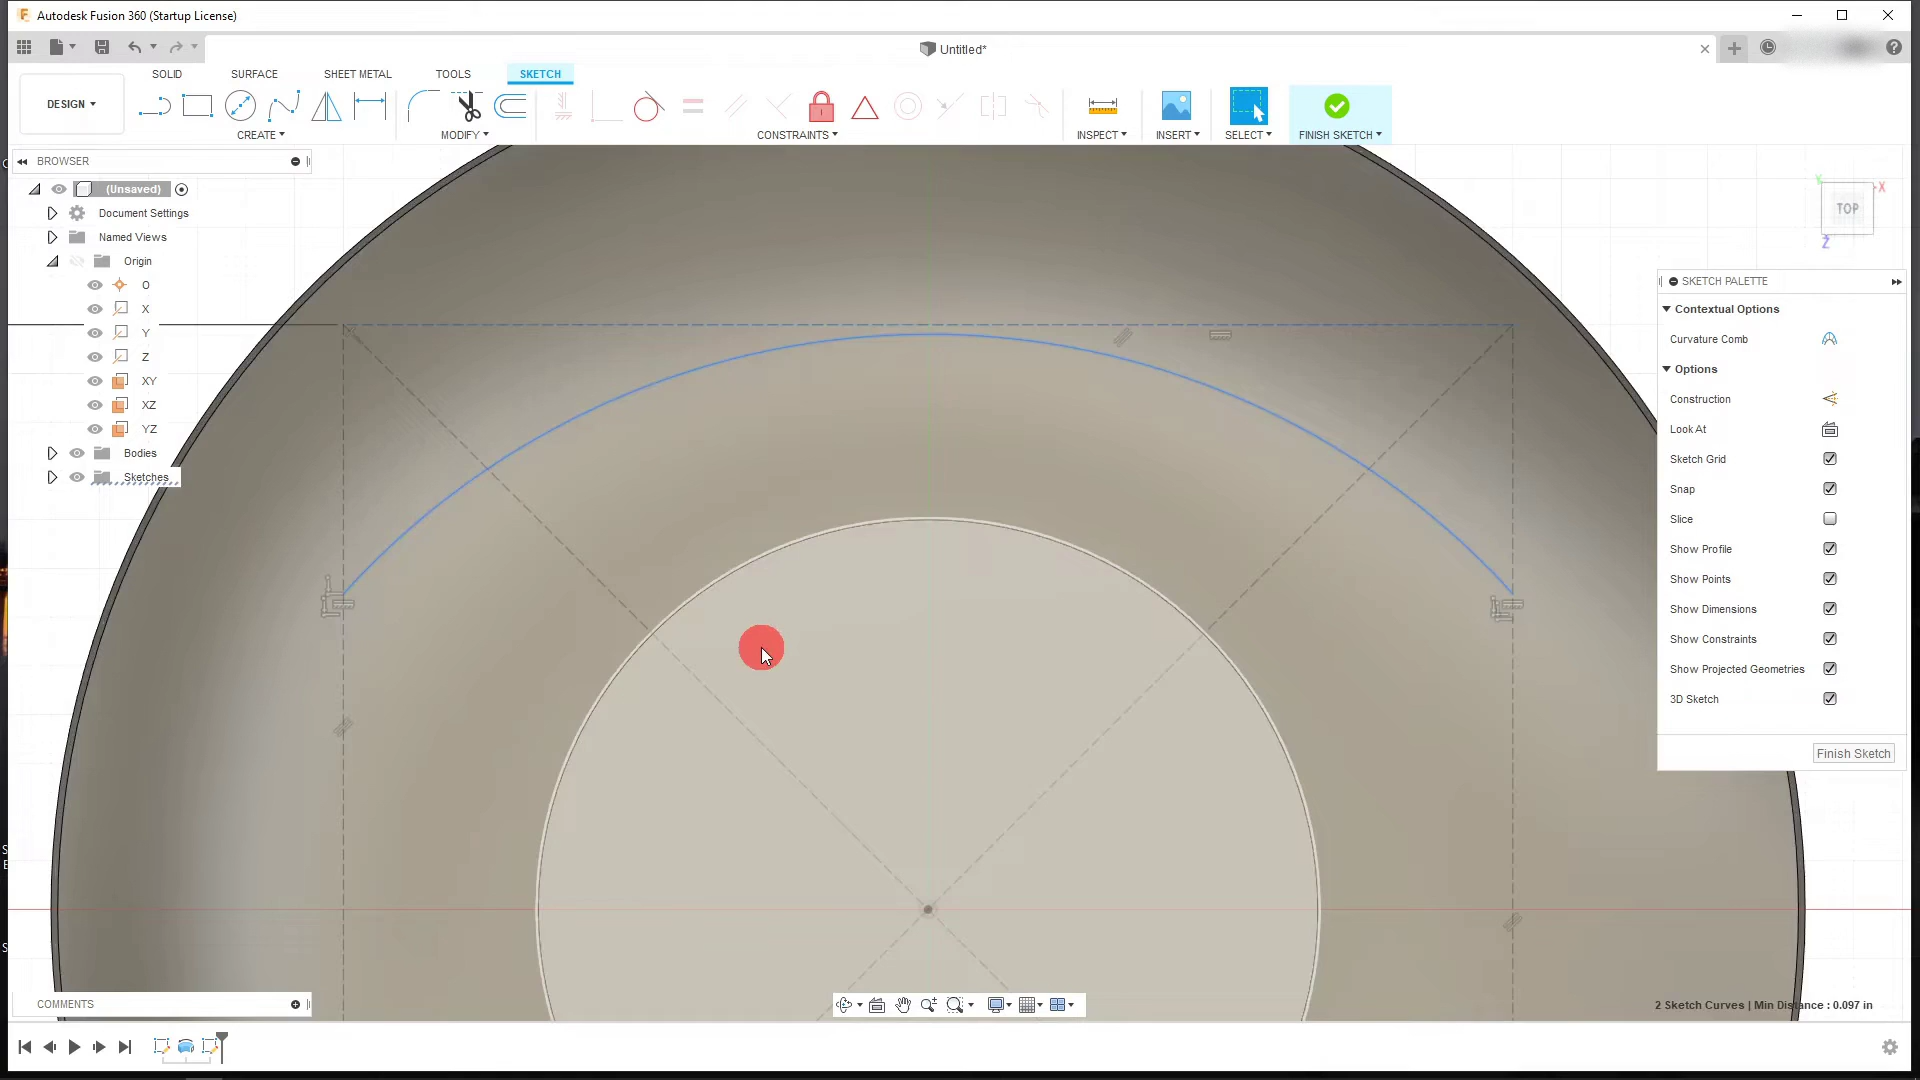 Autodesk Fusion 360 (Startup License)
Untitled*
SOLID SURFACE SHEET METAL TOOLS SKETCH
DESIGN
CREATE MODIFY CONSTRAINTS INSPECT INSERT SELECT FINISH SKETCH
BROWSER
(Unsaved)
Document Settings
Named Views
Origin
O
X
Y
Z
XY
XZ
YZ
Bodies
Sketches
Y
X
TOP
Z
SKETCH PALETTE
Contextual Options
Curvature Comb
Options
Construction
Look At
Sketch Grid
Snap
Slice
Show Profile
Show Points
Show Dimensions
Show Constraints
Show Projected Geometries
3D Sketch
Finish Sketch
COMMENTS
2 Sketch Curves | Min Distance : 0.097 in